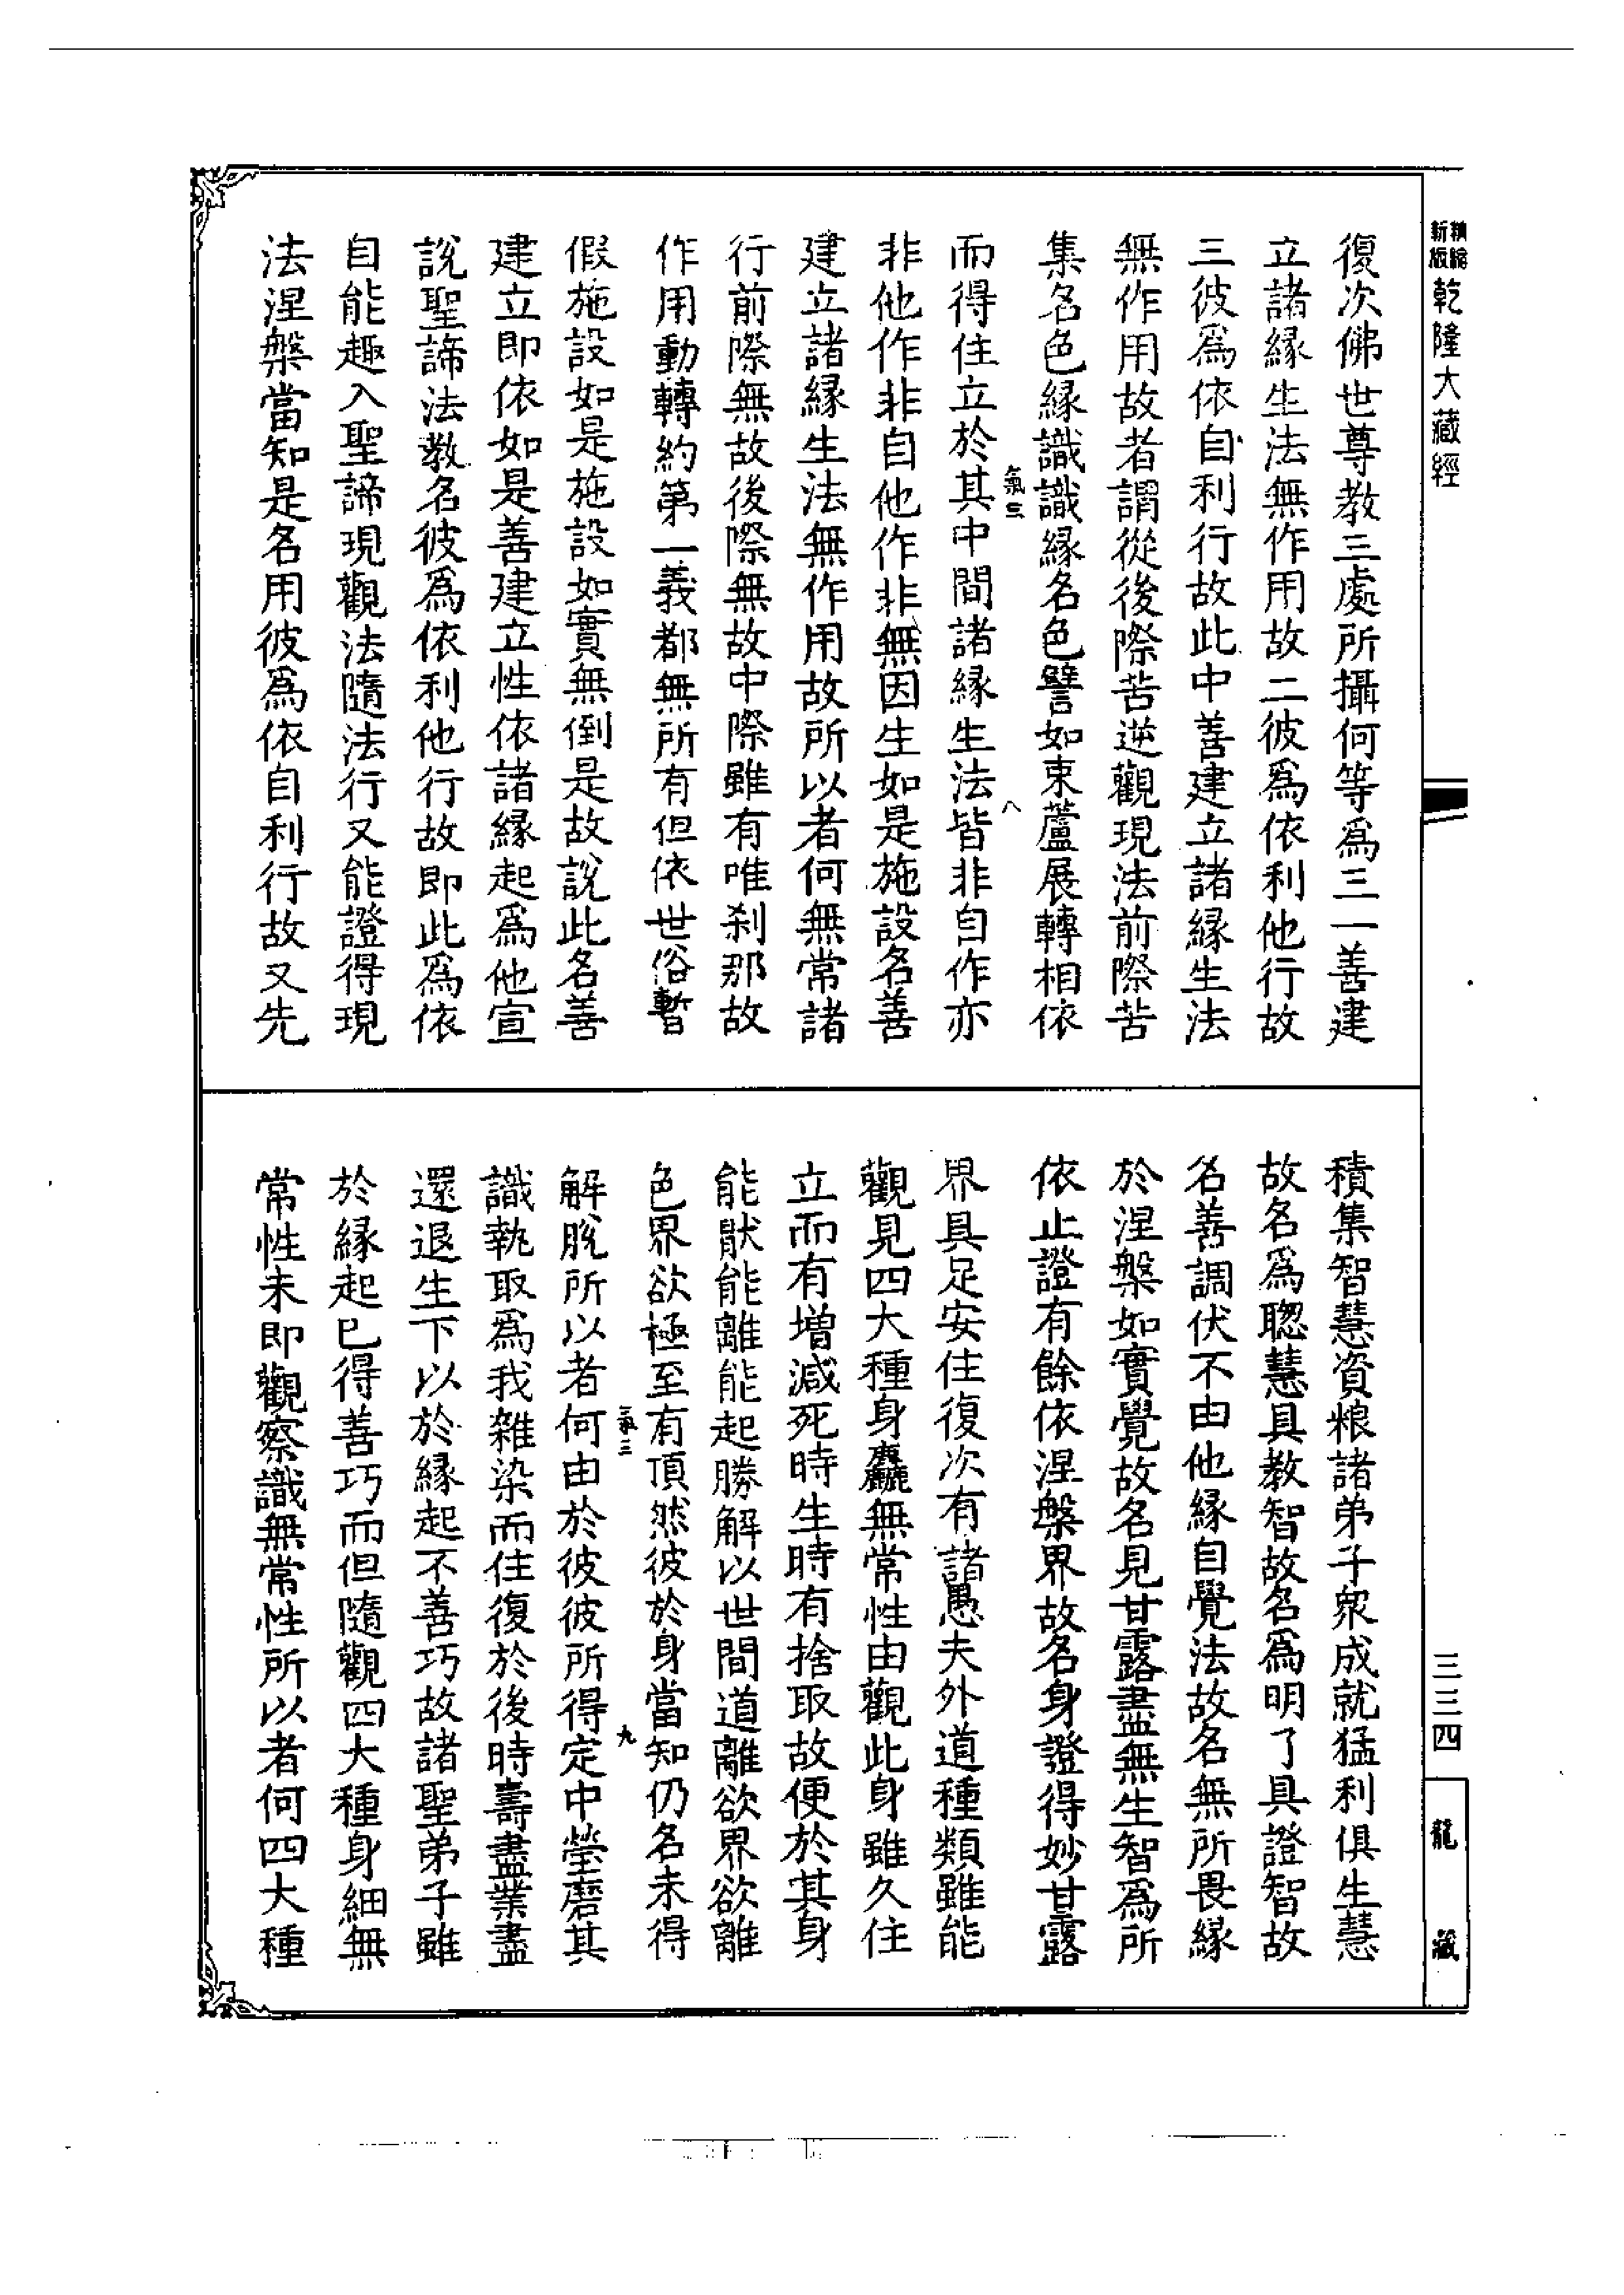 精編
新版
乾隆大藏經
復次佛世尊教三處所攝何等為三一善建
立諸緣生法無作用故二彼為依利他行故
三彼為依自利行故此中善建立諸緣生法
無作用故者謂從後際苦逆觀現法前際苦
集名色緣識識緣名色譬如束蘆展轉相依
氣三
八
而得住立於其中間諸緣生法皆非自作亦
非他作非自他作非無因生如是施設名善
建立諸緣生法無作用故所以者何無常諸
行前際無故後際無故中際雖有唯剎那故
作用動轉約第一義都無所有但依世俗暫
假施設如是施設如實無倒是故說此名善
建立即依如是善建立性依諸緣起為他宣
說聖諦法教名彼為依利他行故即此為依
自能趣入聖諦現觀法隨法行又能證得現
法涅槃當知是名用彼為依自利行故又先
積集智慧資粮諸弟子眾成就猛利俱生慧
故名為聰慧具教智故名為明了具證智故
名善調伏不由他緣自覺法故名無所畏緣
於涅槃如實覺故名見甘露盡無生智為所
依止證有餘依涅槃界故名身證得妙甘露
界具足安住復次有諸愚夫外道種類雖能
觀見四大種身麤無常性由觀此身雖久住
立而有增減死時生時有捨取故便於其身
能猒能離能起勝解以世間道離欲界欲離
色界欲極至有頂然彼於身當知仍名未得
氣三
九
解脫所以者何由於彼彼所得定中瑩磨其
識執取為我雜染而住復於後時壽盡業盡
還退生下以於緣起不善巧故諸聖弟子雖
於緣起已得善巧而但隨觀四大種身細無
常性未即觀察識無常性所以者何四大種
三三四
龍藏